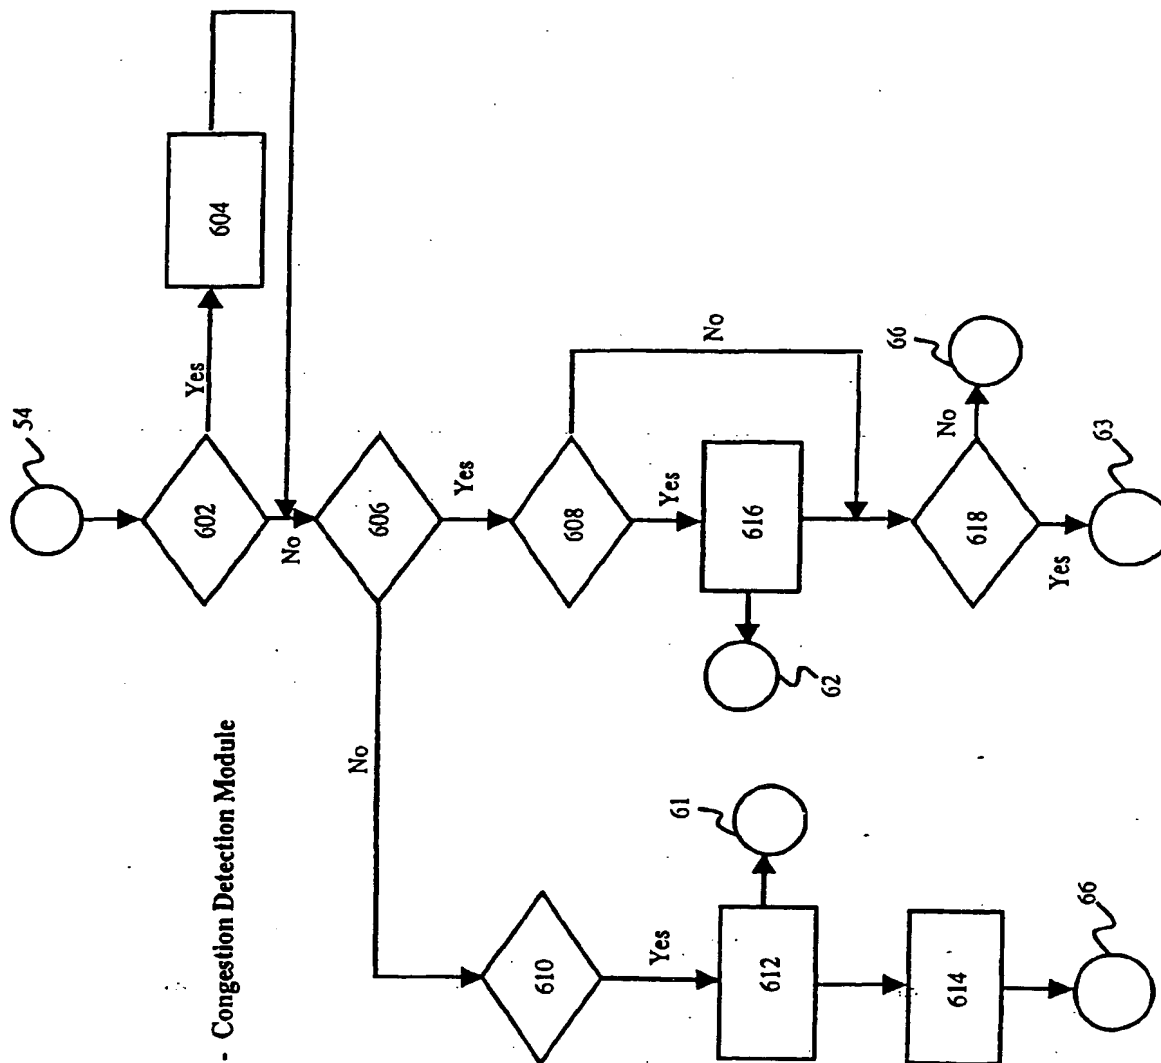 54
602
Yes
604
No
606
Yes
No
608
No
Yes
616
62
66
No
618
Yes
63
- Congestion Detection Module
610
Yes
61
612
614
66